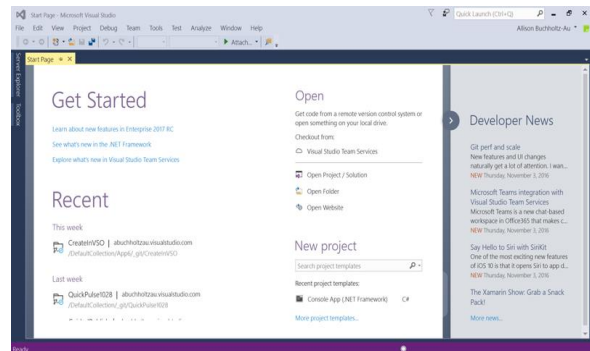 Start Page - Microsoft Visual Studio
Quick Launch (Ctrl+Q)
File Edit View Project Debug Team Tools Test Analyze Window Help
Allison Buchholtz-Au
Attach...
Server Explorer
Toolbox
Start Page
Get Started
Learn about new features in Enterprise 2017 RC
See what's new in the .NET Framework
Explore what's new in Visual Studio Team Services
Recent
This week
CreateInVSO | abuchholtzau.visualstudio.com
/DefaultCollection/App6/_git/CreateInVSO
Last week
QuickPulse1028 | abuchholtzau.visualstudio.com
/DefaultCollection/_git/QuickPulse1028
Open
Get code from a remote version control system or
open something on your local drive.
Checkout from:
Visual Studio Team Services
Open Project / Solution
Open Folder
Open Website
New project
Search project templates
Recent project templates:
Console App (.NET Framework) C#
More project templates...
Developer News
Git perf and scale
New features and UI changes
naturally get a lot of attention. I wan...
NEW Thursday, November 3, 2016
Microsoft Teams integration with
Visual Studio Team Services
Microsoft Teams is a new chat-based
workspace in Office365 that makes c...
NEW Thursday, November 3, 2016
Say Hello to Siri with SiriKit
One of the most exciting new features
of iOS 10 is that it opens Siri to app d...
NEW Thursday, November 3, 2016
The Xamarin Show: Grab a Snack
Pack!
More news...
Ready